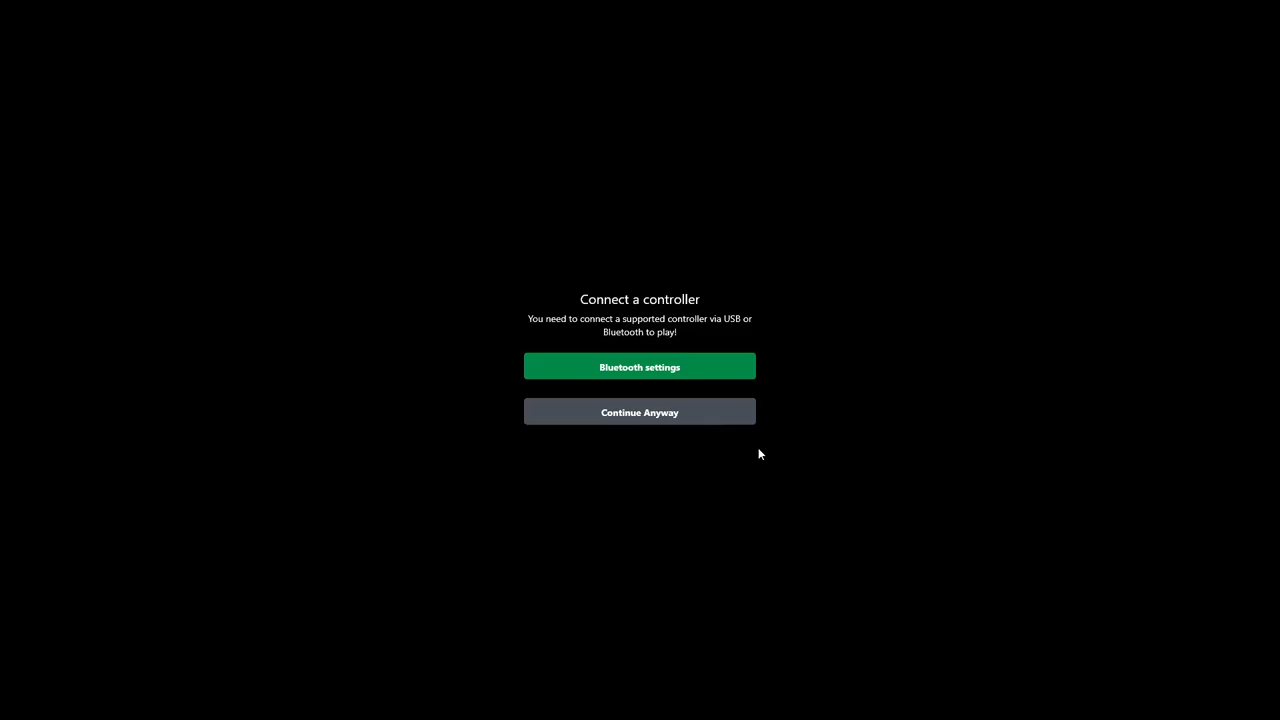 Connect a controller
You need to connect a supported controller via USB or
Bluetooth to play!
Bluetooth settings
Continue Anyway